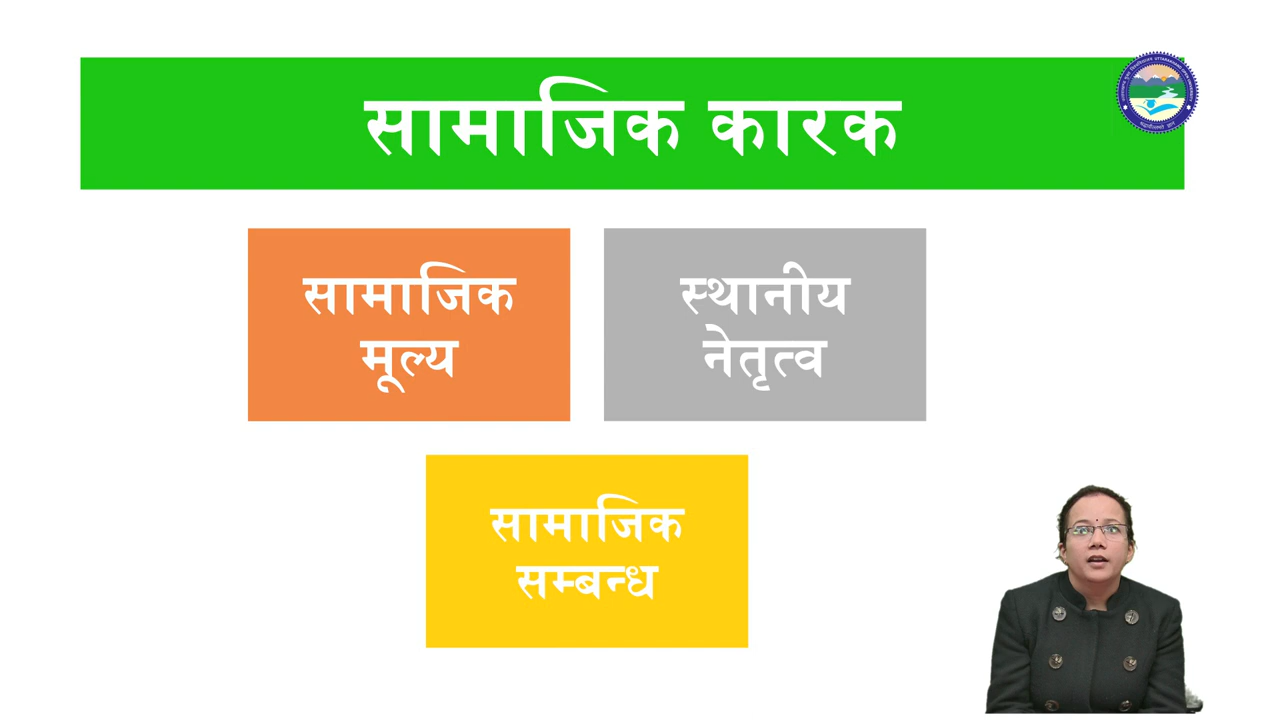 सामाजिक कारक
सामाजिक
मूल्य
स्थानीय
नेतृत्व
सामाजिक
सम्बन्ध